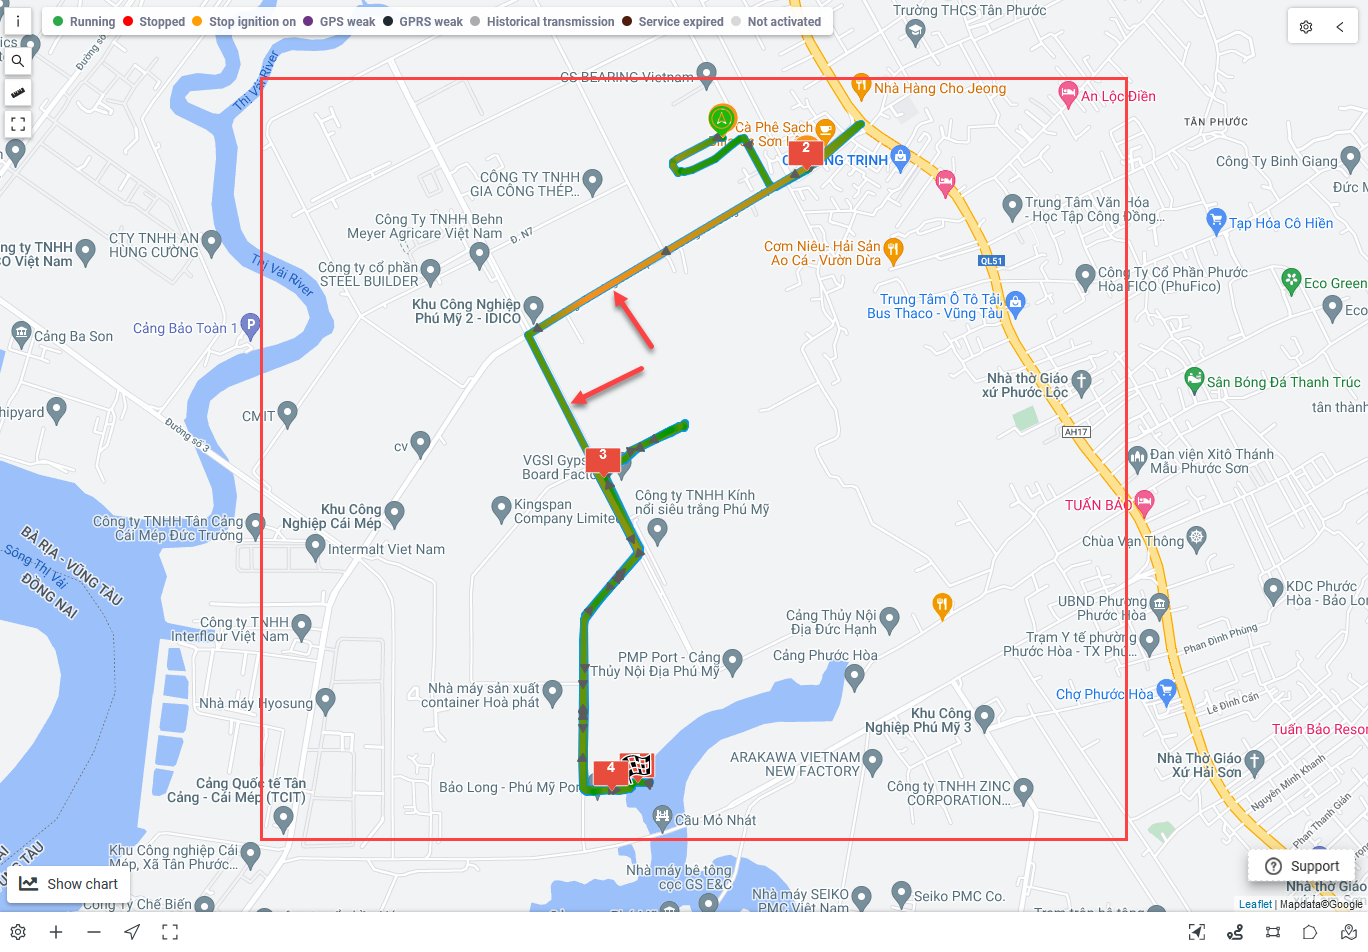 i
Running
Stopped
Stop ignition on
GPS weak
GPRS weak
Historical transmission
Service expired
Not activated
Trường THCS Tân Phước
Đường số
Thị Vải River
CS BEARING Vietnam
Nhà Hàng Cho Jeong
An Lộc Điền
TÂN PHƯỚC
Cà Phê Sạch
2
NG TRỊNH
Công Ty Binh Giang
Đức
CÔNG TY TNHH
GIA CÔNG THÉP...
Trung Tâm Văn Hóa
- Học Tập Cộng Đồng...
Tạp Hóa Cô Hiền
Công Ty TNHH Behn
Meyer Agricare Việt Nam
Đ. N7
CTY TNHH AN
HÙNG CƯỜNG
ng ty TNHH
CO Việt Nam
Cơm Niêu- Hải Sản
Ao Cá - Vườn Dừa
QL51
Thị Vải River
Công ty cổ phần
STEEL BUILDER
Công Ty Cổ Phần Phước
Hòa FICO (PhuFico)
Eco Green
Eco
Khu Công Nghiệp
Phú Mỹ 2 - IDICO
Trung Tâm Ô Tô Tải,
Bus Thaco - Vũng Tàu
Cảng Bảo Toàn 1
P
Cảng Ba Son
Nhà thờ Giáo
xứ Phước Lộc
Sân Bóng Đá Thanh Trúc
tân thành
hipyard
CMIT
Đường số 3
cv
AH17
3
VGSI Gyps
Board Facto
Đan viện Xitô Thánh
Mẫu Phước Sơn
Công ty TNHH Kính
nổi siêu trắng Phú Mỹ
Kingspan
Company Limited
TUẤN BẢO
Khu Công
Nghiệp Cái Mép
Công ty TNHH Tân Cảng
Cái Mép Đức Trường
BÀ RỊA - VŨNG TÀU
Sông Thị Vải
ĐỒNG NAI
Intermalt Viet Nam
Chùa Vạn Thông
KDC Phước
Hòa - Bảo Lo
UBND Phường
Phước Hòa
Cảng Thủy Nội
Địa Đức Hạnh
Công ty TNHH
Interflour Việt Nam
Trạm Y tế phường
Phước Hòa - TX Phú...
Phan Đình Phùng
PMP Port - Cảng
Thủy Nội Địa Phú Mỹ
Cảng Phước Hòa
Nhà máy sản xuất
container Hoà phát
Nhà máy Hyosung
Chợ Phước Hòa
Lê Đình Cẩn
Khu Công
Nghiệp Phú Mỹ 3
Tuấn Bảo Resor
ARAKAWA VIETNAM
NEW FACTORY
Nhà Thờ Giáo
Xứ Hải Sơn
4
Cảng Quốc tế Tân
Cảng - Cái Mép (TCIT)
Bảo Long - Phú Mỹ Por
Công ty TNHH ZINC
CORPORATION...
Nguyễn Minh Khanh
Phan Thanh Giản
Cầu Mỏ Nhát
Khu Công nghiệp Cái
Mép, Xã Tân Phước...
Support
Nhà máy bê tông
cọc GS E&C
Show chart
Nhà máy SEIKO
PMC Việt Nam
Seiko PMC Co.
Nhà thờ Giáo
Công Ty Chế Biến
Leaflet | Mapdata©Google